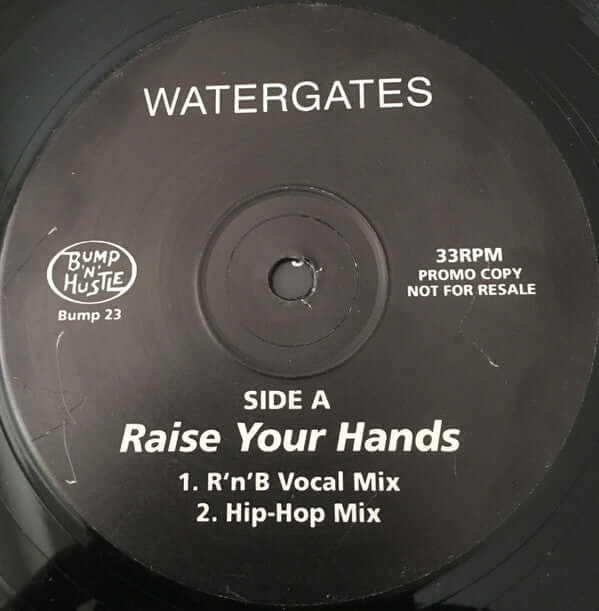 WATERGATES
BUMP
'N'
HUSTLE
Bump 23
33RPM
PROMO COPY
NOT FOR RESALE
SIDE A
Raise Your Hands
1. R'n'B Vocal Mix
2. Hip-Hop Mix